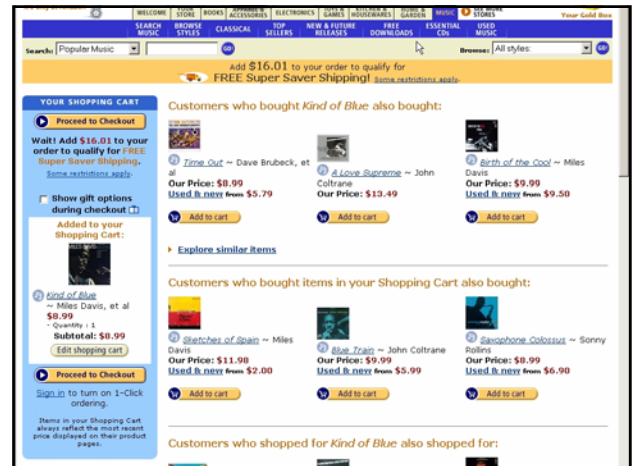 WELCOME
YOUR STORE
BOOKS
APPAREL & ACCESSORIES
ELECTRONICS
TOYS & GAMES
KITCHEN & HOUSEWARES
HOME & GARDEN
MUSIC
SEE MORE STORES
Your Gold Box
SEARCH MUSIC
BROWSE STYLES
CLASSICAL
TOP SELLERS
NEW & FUTURE RELEASES
FREE DOWNLOADS
ESSENTIAL CDs
USED MUSIC
Search: Popular Music GO!
Browse: All styles: GO!
Add $16.01 to your order to qualify for
FREE Super Saver Shipping! Some restrictions apply.
YOUR SHOPPING CART
Proceed to Checkout
Wait! Add $16.01 to your
order to qualify for FREE
Super Saver Shipping.
Some restrictions apply.
Show gift options
during checkout
Added to your
Shopping Cart:
Kind of Blue
~ Miles Davis, et al
$8.99
- Quantity : 1
Subtotal: $8.99
Edit shopping cart
Proceed to Checkout
Sign in to turn on 1-Click
ordering.
Items in your Shopping Cart
always reflect the most recent
price displayed on their product
pages.
Customers who bought Kind of Blue also bought:
Time Out ~ Dave Brubeck, et
al
Our Price: $8.99
Used & new from $5.79
Add to cart
A Love Supreme ~ John
Coltrane
Our Price: $13.49
Add to cart
Birth of the Cool ~ Miles
Davis
Our Price: $9.99
Used & new from $9.50
Add to cart
Explore similar items
Customers who bought items in your Shopping Cart also bought:
Sketches of Spain ~ Miles
Davis
Our Price: $11.98
Used & new from $2.00
Add to cart
Blue Train ~ John Coltrane
Our Price: $9.99
Used & new from $5.99
Add to cart
Saxophone Colossus ~ Sonny
Rollins
Our Price: $8.99
Used & new from $6.90
Add to cart
Customers who shopped for Kind of Blue also shopped for: